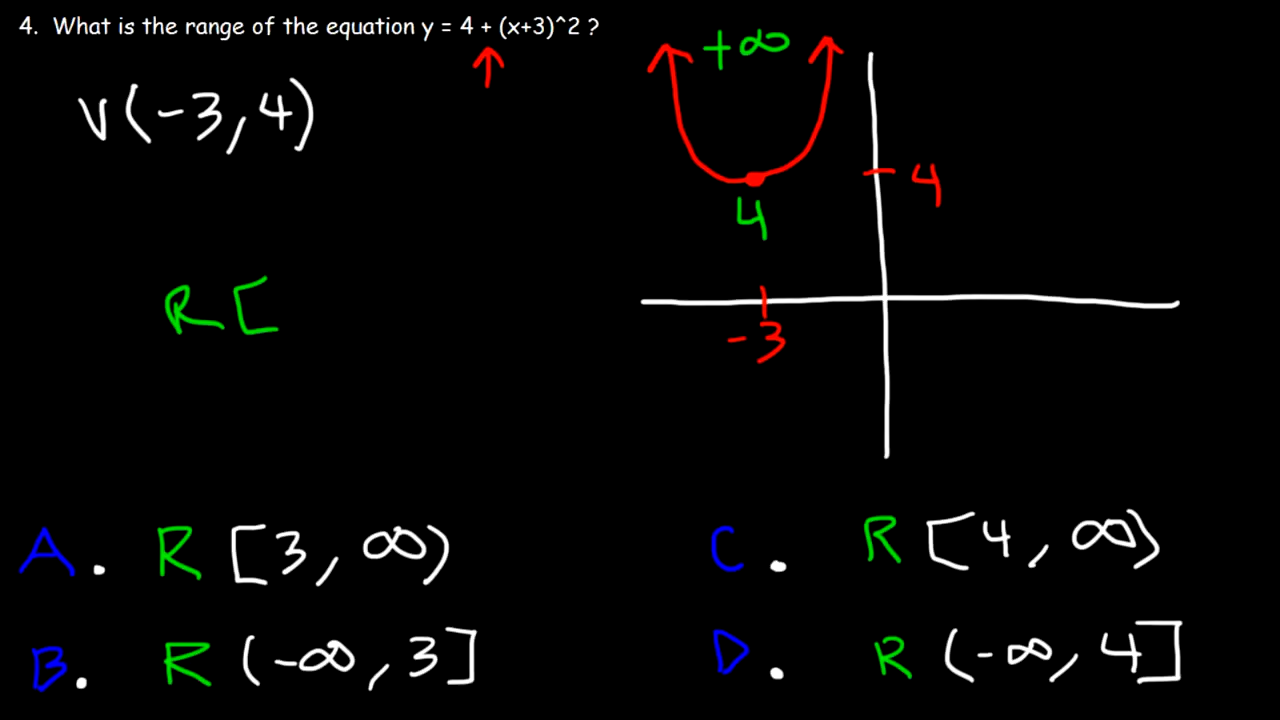 4. What is the range of the equation y = 4 + (x+3)^2 ?
V(-3,4)
+∞
4
4
-3
R [
A. R [3, ∞)
B. R (-∞, 3]
C. R [4, ∞)
D. R (-∞, 4]